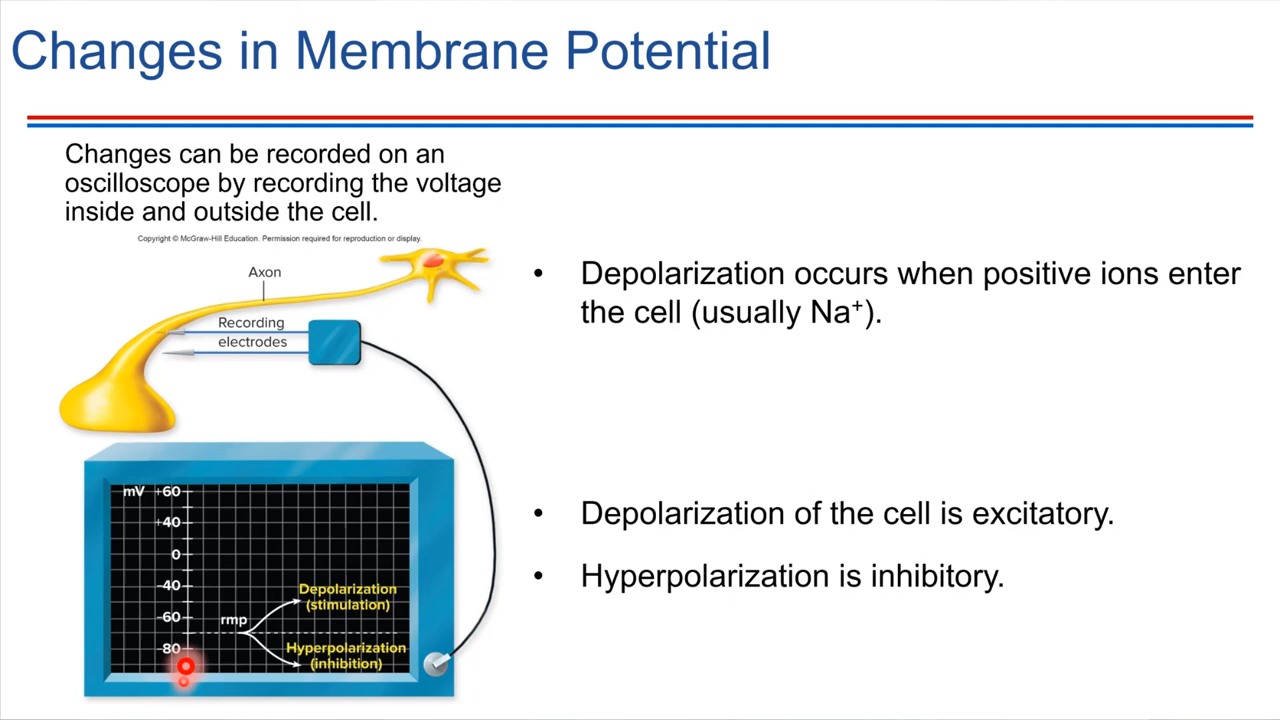 Changes in Membrane Potential
Changes can be recorded on an
oscilloscope by recording the voltage
inside and outside the cell.
Copyright © McGraw-Hill Education. Permission required for reproduction or display.
Axon
Recording
electrodes
mV +60
+40
0
-40
-60
80
rmp
Depolarization
(stimulation)
Hyperpolarization
(inhibition)
• Depolarization occurs when positive ions enter
the cell (usually Na⁺).
• Depolarization of the cell is excitatory.
• Hyperpolarization is inhibitory.